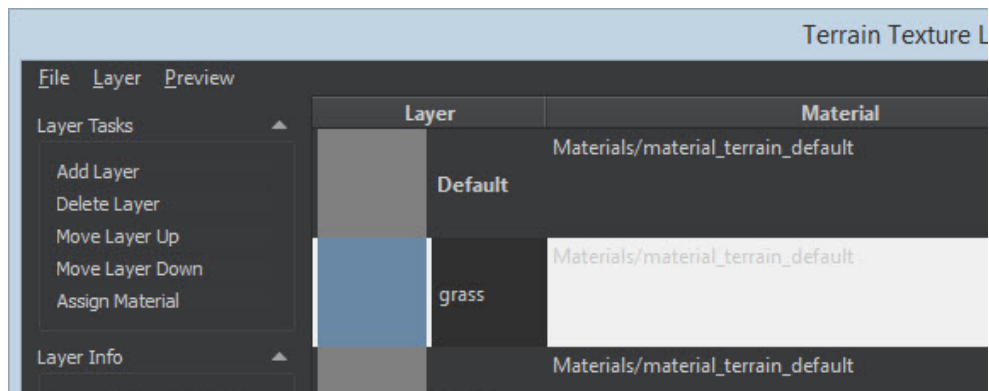 Terrain Texture L
File Layer Preview
Layer Tasks
Add Layer
Delete Layer
Move Layer Up
Move Layer Down
Assign Material
Layer Info
Layer Material
Default Materials/material_terrain_default
grass Materials/material_terrain_default
Materials/material_terrain_default